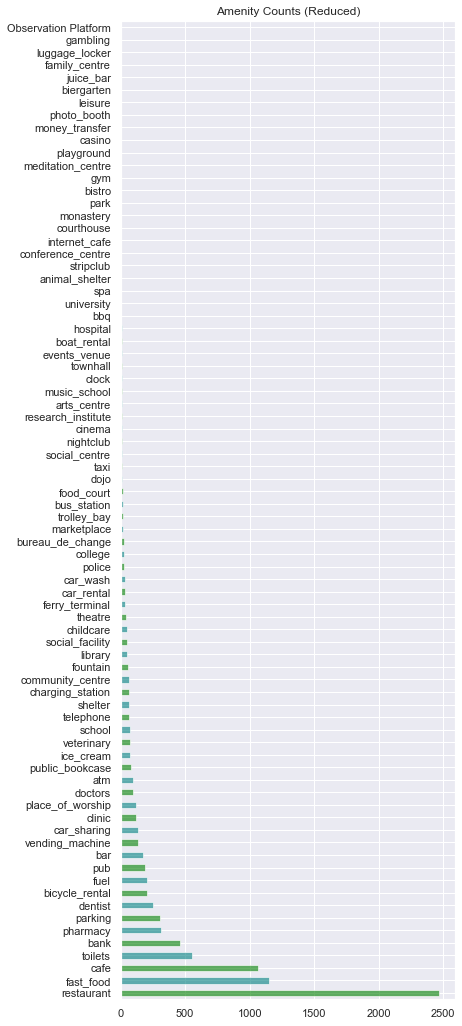 Amenity Counts (Reduced)
Observation Platform
gambling
luggage_locker
family_centre
juice_bar
biergarten
leisure
photo_booth
money_transfer
casino
playground
meditation_centre
gym
bistro
park
monastery
courthouse
internet_cafe
conference_centre
stripclub
animal_shelter
spa
university
bbq
hospital
boat_rental
events_venue
townhall
clock
music_school
arts_centre
research_institute
cinema
nightclub
social_centre
taxi
dojo
food_court
bus_station
trolley_bay
marketplace
bureau_de_change
college
police
car_wash
car_rental
ferry_terminal
theatre
childcare
social_facility
library
fountain
community_centre
charging_station
shelter
telephone
school
veterinary
ice_cream
public_bookcase
atm
doctors
place_of_worship
clinic
car_sharing
vending_machine
bar
pub
fuel
bicycle_rental
dentist
parking
pharmacy
bank
toilets
cafe
fast_food
restaurant
0 500 1000 1500 2000 2500